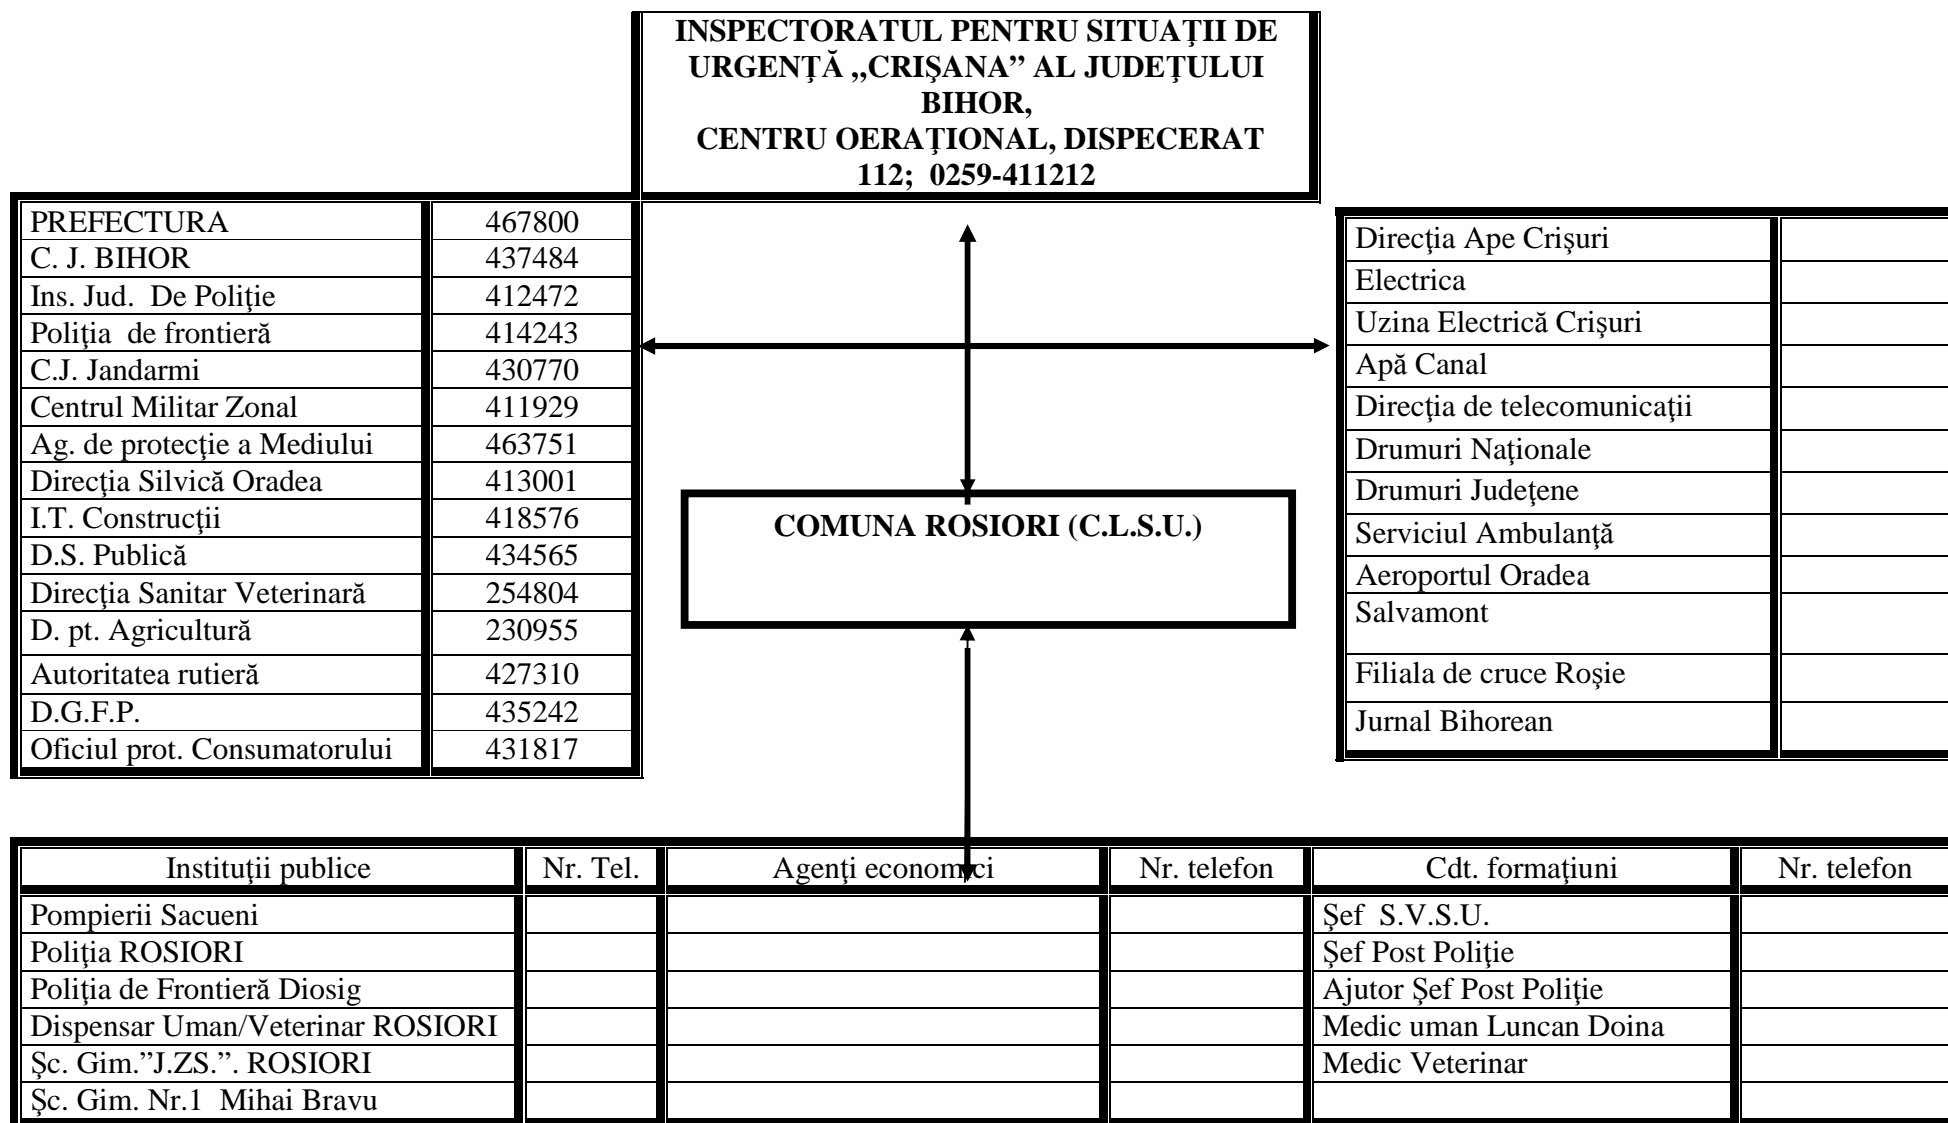 INSPECTORATUL PENTRU SITUAŢII DE
URGENŢĂ „CRIŞANA” AL JUDEŢULUI
BIHOR,
CENTRU OERAŢIONAL, DISPECERAT
112; 0259-411212
PREFECTURA 467800
C. J. BIHOR 437484
Ins. Jud. De Poliţie 412472
Poliţia de frontieră 414243
C.J. Jandarmi 430770
Centrul Militar Zonal 411929
Ag. de protecţie a Mediului 463751
Direcţia Silvică Oradea 413001
I.T. Construcţii 418576
D.S. Publică 434565
Direcţia Sanitar Veterinară 254804
D. pt. Agricultură 230955
Autoritatea rutieră 427310
D.G.F.P. 435242
Oficiul prot. Consumatorului 431817
COMUNA ROSIORI (C.L.S.U.)
Direcţia Ape Crişuri
Electrica
Uzina Electrică Crişuri
Apă Canal
Direcţia de telecomunicaţii
Drumuri Naţionale
Drumuri Judeţene
Serviciul Ambulanţă
Aeroportul Oradea
Salvamont
Filiala de cruce Roşie
Jurnal Bihorean
Instituţii publice Nr. Tel. Agenţi economici Nr. telefon Cdt. formaţiuni Nr. telefon
Pompierii Sacueni Şef S.V.S.U.
Poliţia ROSIORI Şef Post Poliţie
Poliţia de Frontieră Diosig Ajutor Şef Post Poliţie
Dispensar Uman/Veterinar ROSIORI Medic uman Luncan Doina
Şc. Gim.”J.ZS.”. ROSIORI Medic Veterinar
Şc. Gim. Nr.1 Mihai Bravu